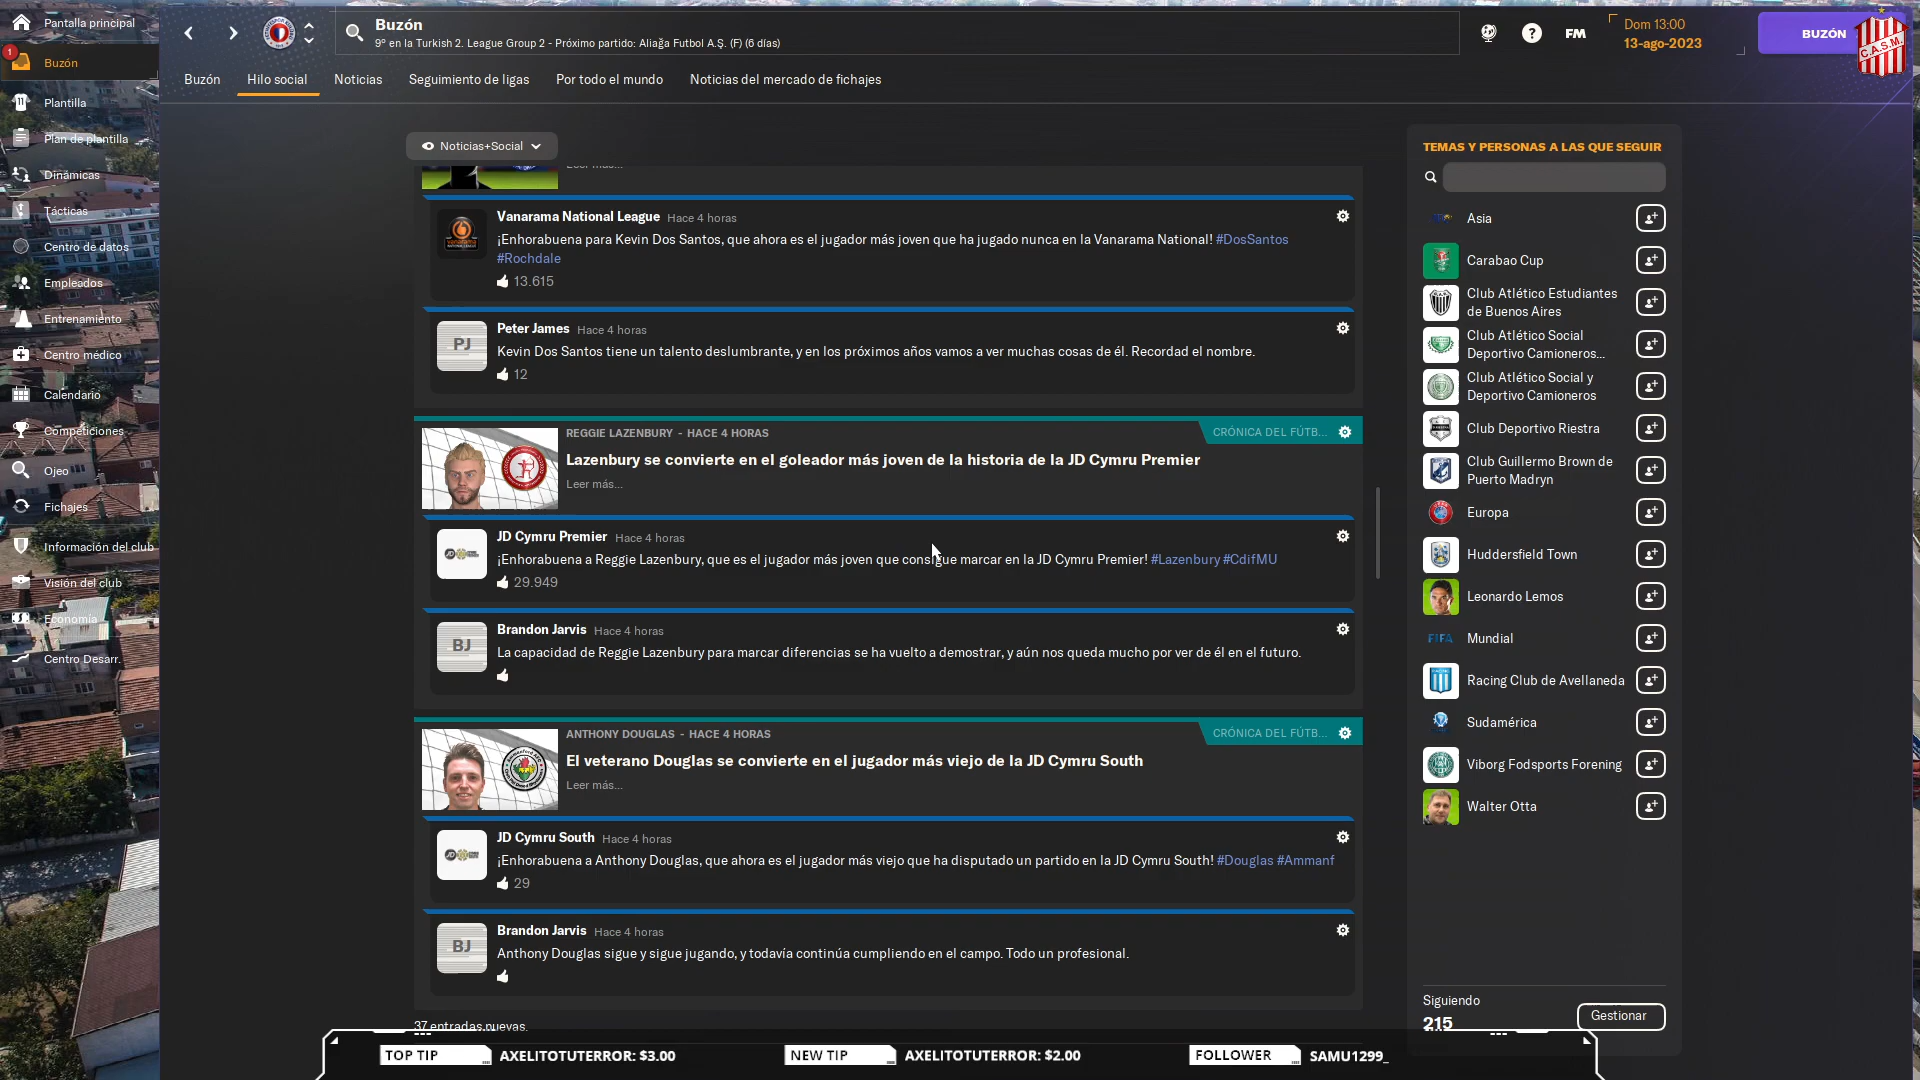 Pantalla principal
1
Buzón
Plantilla
Plan de plantilla
Dinámicas
Tácticas
Centro de datos
Empleados
Entrenamiento
Centro médico
Calendario
Competiciones
Ojeo
Fichajes
Información del club
Visión del club
Economía
Centro Desarr.
Buzón
9º en la Turkish 2. League Group 2 - Próximo partido: Aliağa Futbol A.Ş. (F) (6 días)
FM
Dom 13:00
13-ago-2023
BUZÓN
C.A.S.M.
Buzón
Hilo social
Noticias
Seguimiento de ligas
Por todo el mundo
Noticias del mercado de fichajes
Noticias+Social
Leer más...
Vanarama National League Hace 4 horas
¡Enhorabuena para Kevin Dos Santos, que ahora es el jugador más joven que ha jugado nunca en la Vanarama National! #DosSantos
#Rochdale
13.615
PJ
Peter James Hace 4 horas
Kevin Dos Santos tiene un talento deslumbrante, y en los próximos años vamos a ver muchas cosas de él. Recordad el nombre.
12
REGGIE LAZENBURY - HACE 4 HORAS
CRÓNICA DEL FÚTB...
Lazenbury se convierte en el goleador más joven de la historia de la JD Cymru Premier
Leer más...
JD Cymru Premier Hace 4 horas
¡Enhorabuena a Reggie Lazenbury, que es el jugador más joven que consigue marcar en la JD Cymru Premier! #Lazenbury #CdifMU
29.949
BJ
Brandon Jarvis Hace 4 horas
La capacidad de Reggie Lazenbury para marcar diferencias se ha vuelto a demostrar, y aún nos queda mucho por ver de él en el futuro.
ANTHONY DOUGLAS - HACE 4 HORAS
CRÓNICA DEL FÚTB...
El veterano Douglas se convierte en el jugador más viejo de la JD Cymru South
Leer más...
JD Cymru South Hace 4 horas
¡Enhorabuena a Anthony Douglas, que ahora es el jugador más viejo que ha disputado un partido en la JD Cymru South! #Douglas #Ammanf
29
BJ
Brandon Jarvis Hace 4 horas
Anthony Douglas sigue y sigue jugando, y todavía continúa cumpliendo en el campo. Todo un profesional.
37 entradas nuevas.
TEMAS Y PERSONAS A LAS QUE SEGUIR
Asia
Carabao Cup
Club Atlético Estudiantes
de Buenos Aires
Club Atlético Social
Deportivo Camioneros...
Club Atlético Social y
Deportivo Camioneros
Club Deportivo Riestra
Club Guillermo Brown de
Puerto Madryn
Europa
Huddersfield Town
Leonardo Lemos
FIFA
Mundial
Racing Club de Avellaneda
Sudamérica
Viborg Fodsports Forening
Walter Otta
Siguiendo
215
Gestionar
TOP TIP
AXELITOTUTERROR: $3.00
NEW TIP
AXELITOTUTERROR: $2.00
FOLLOWER
SAMU1299_